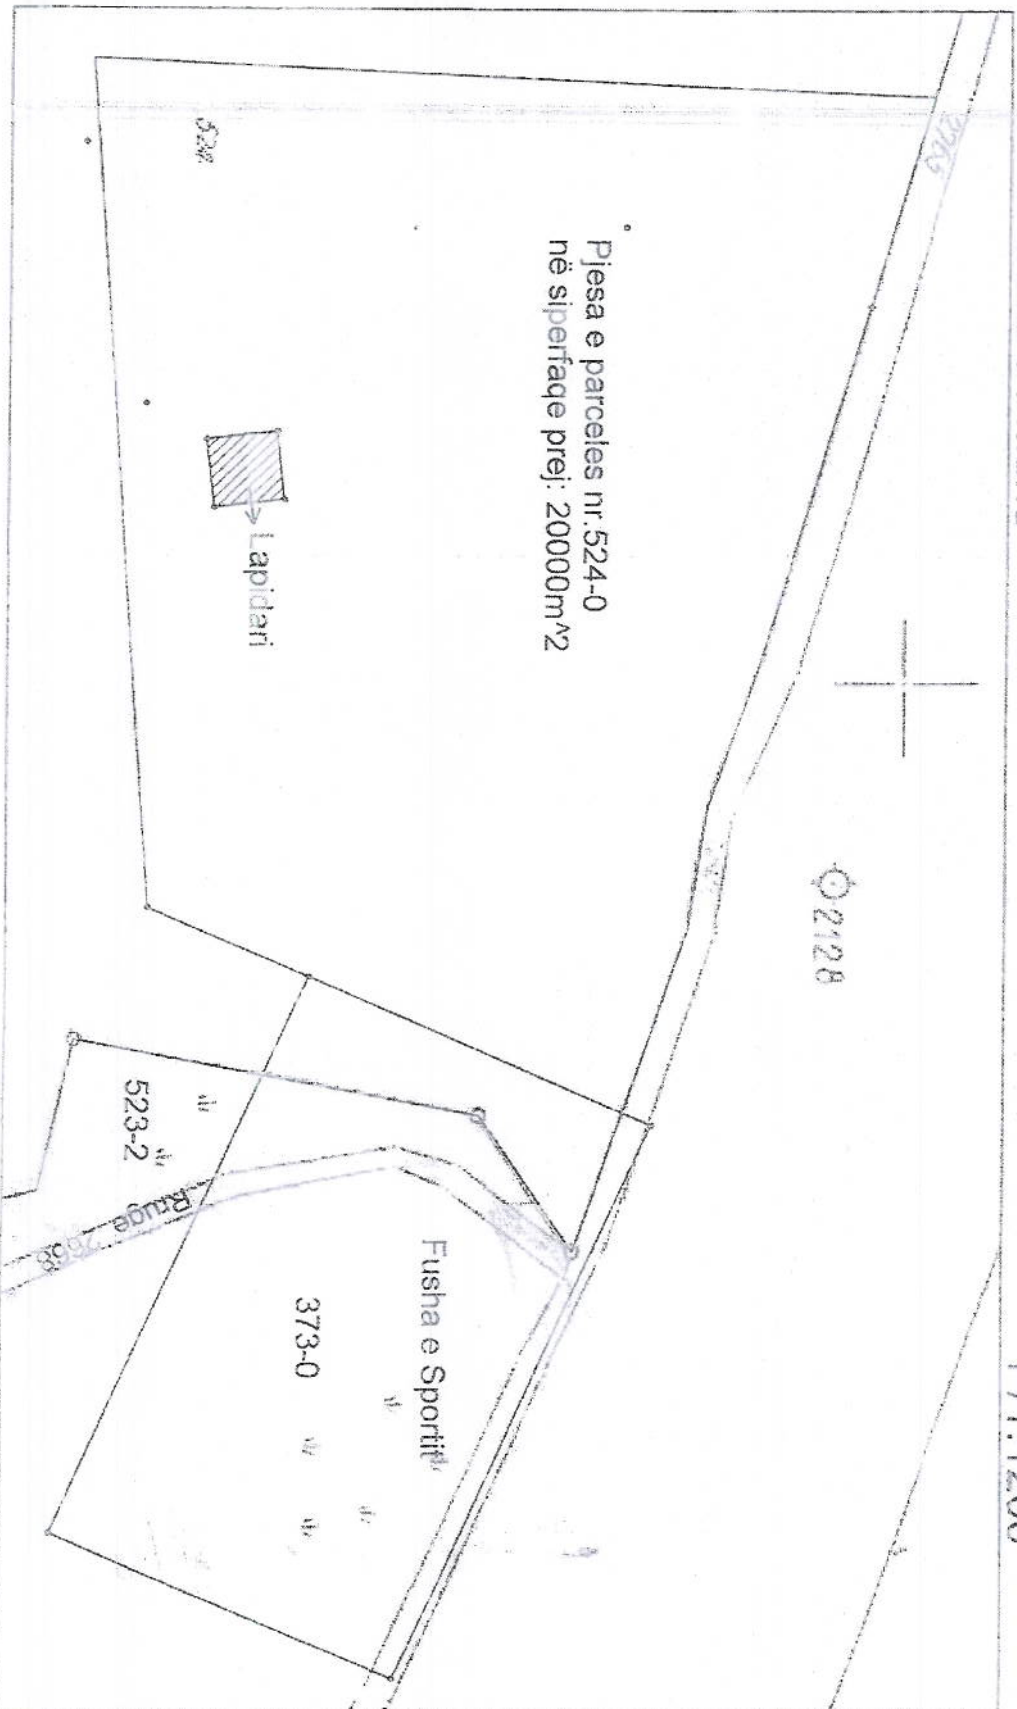 Pjesa e parceles nr.524-0
në siperfaqe prej: 20000m^2
Lapidari
2128
523-2
Rruge 2668
373-0
Fusha e Sportit